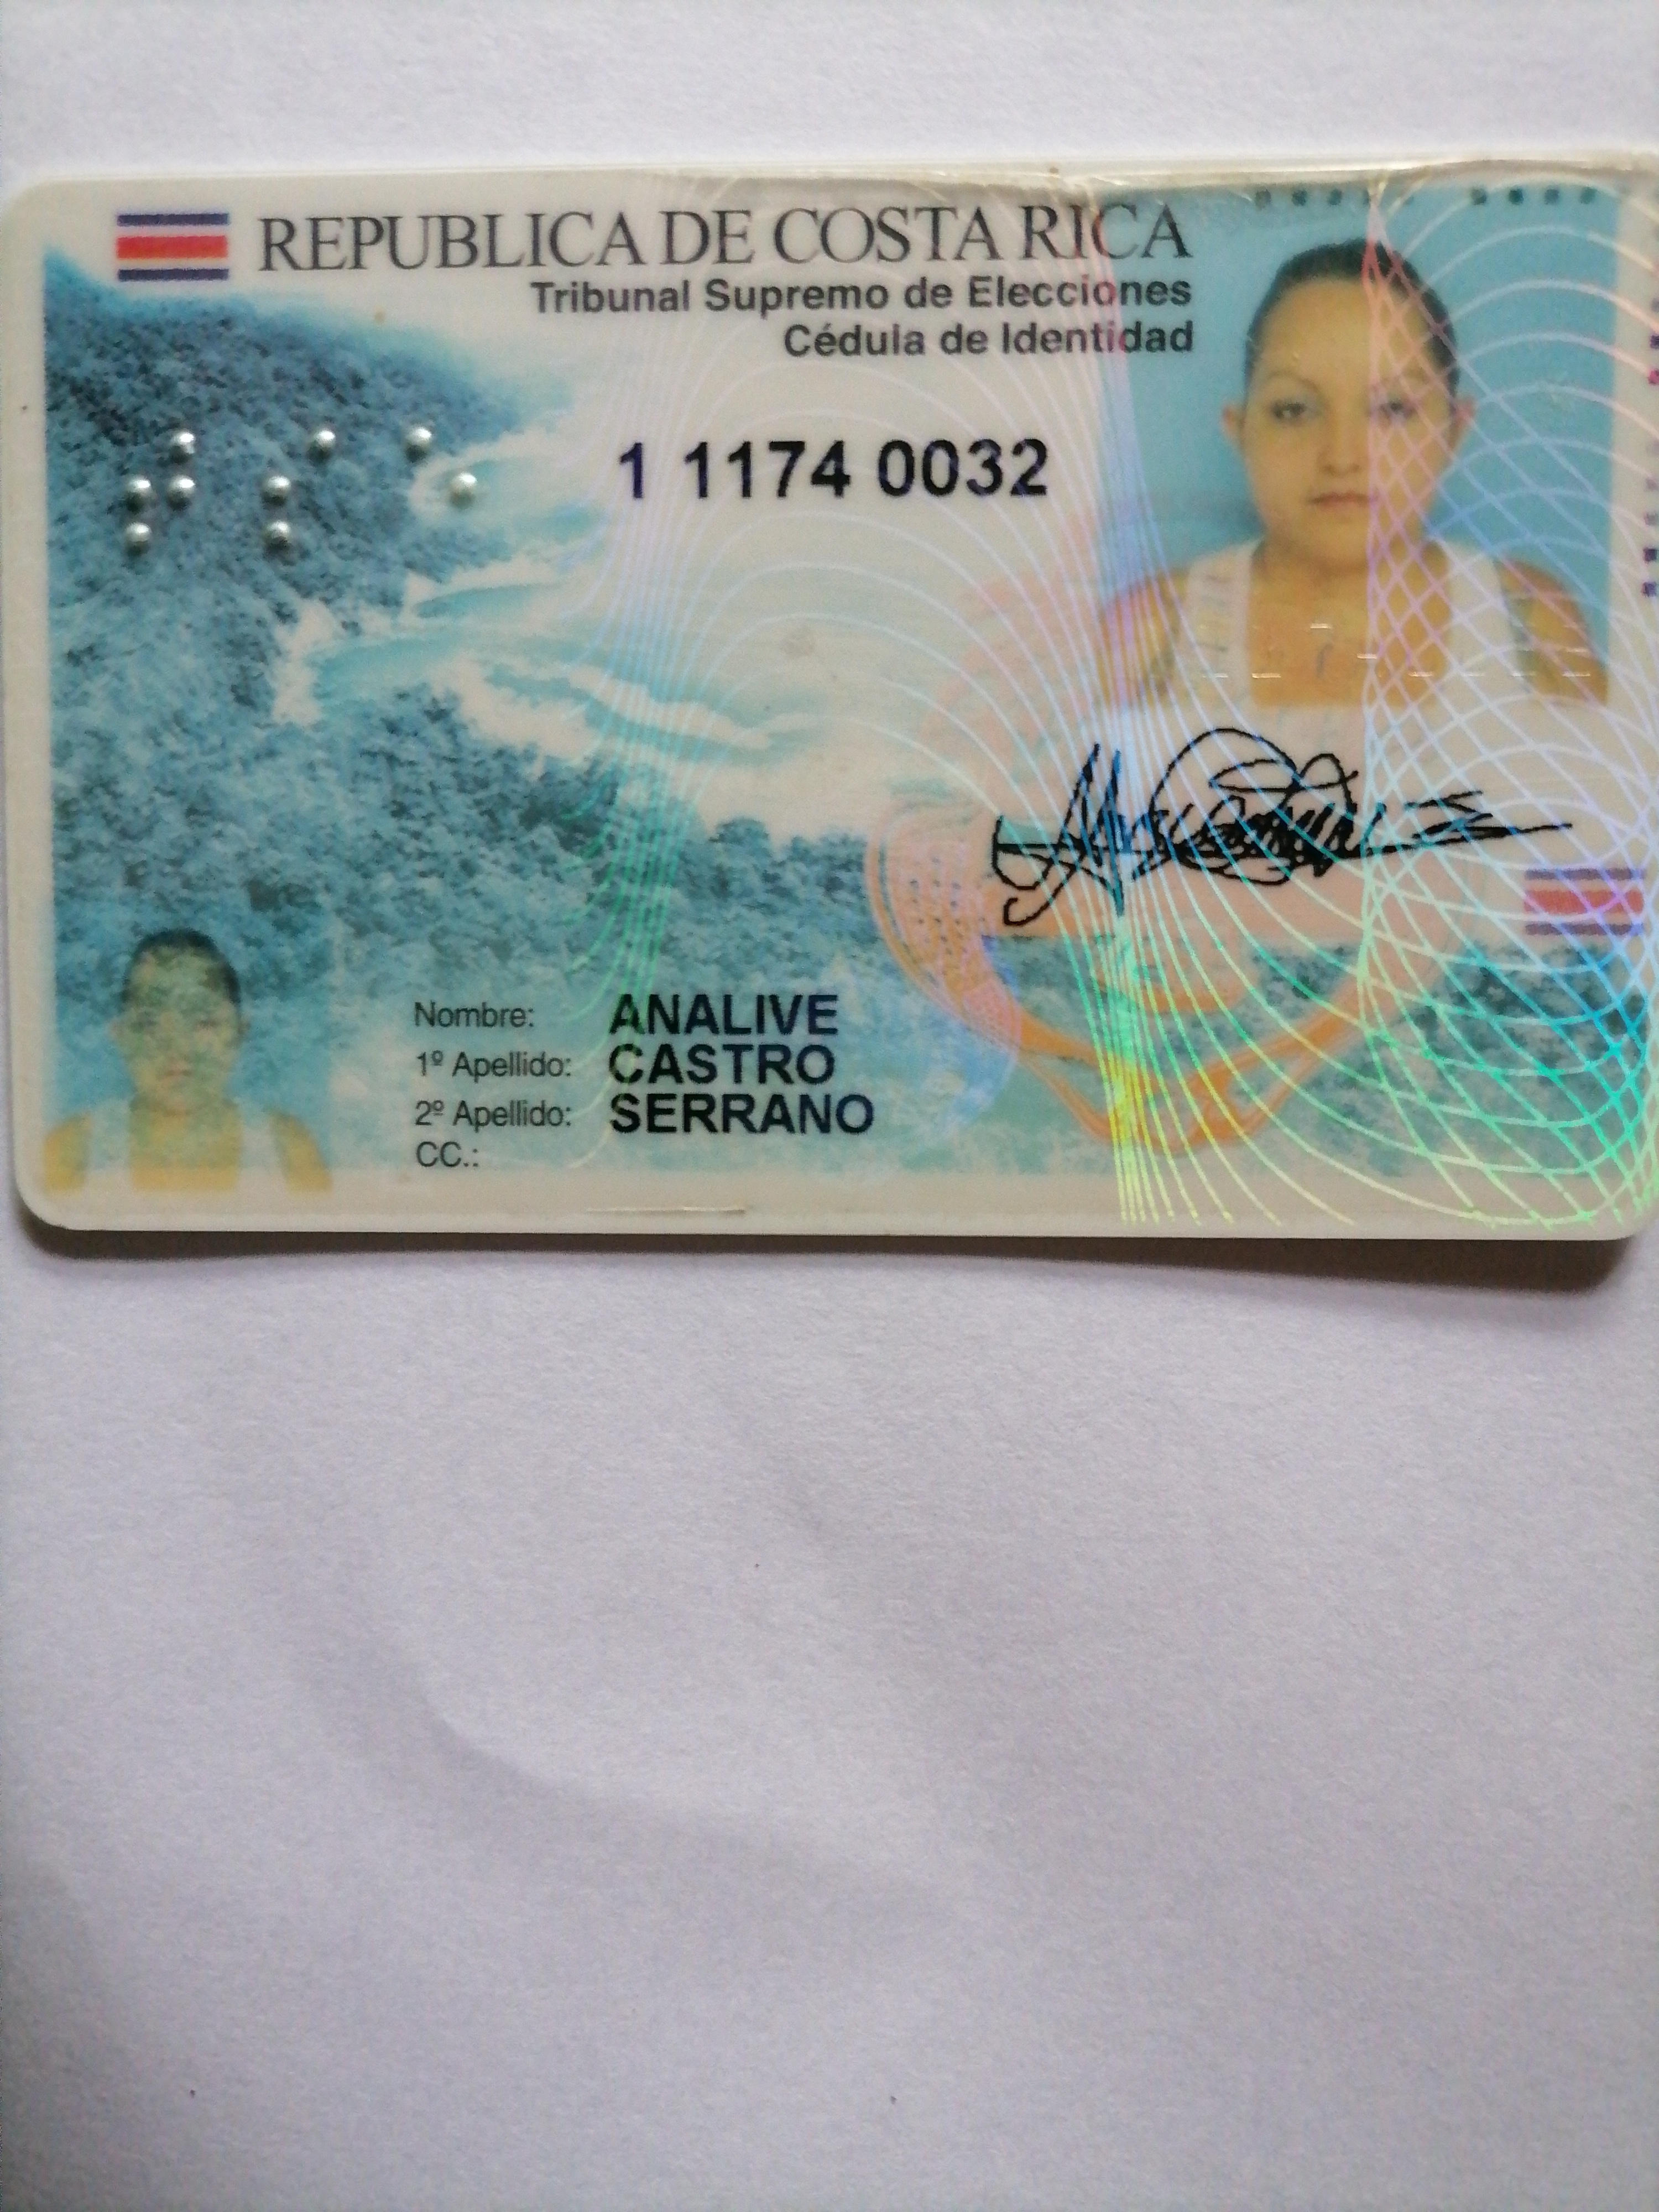 REPUBLICA DE COSTA RICA
Tribunal Supremo de Elecciones
Cédula de Identidad
1 1174 0032
Nombre: ANALIVE
1º Apellido: CASTRO
2º Apellido: SERRANO
CC.: